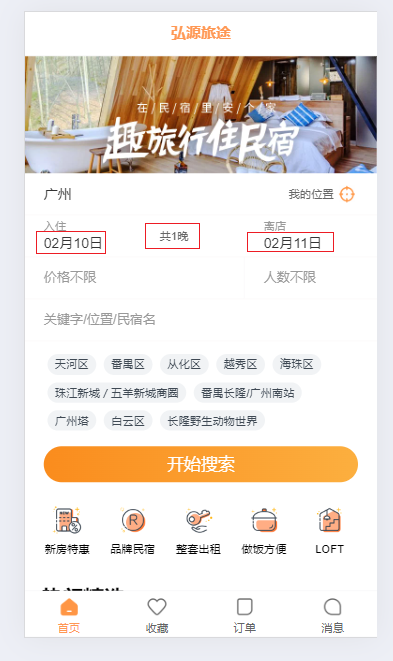 弘源旅途
在民宿里安个家
趣旅行住民宿
广州 我的位置
入住 离店
02月10日 共1晚 02月11日
价格不限 人数不限
关键字/位置/民宿名
天河区 番禺区 从化区 越秀区 海珠区
珠江新城 / 五羊新城商圈 番禺长隆/广州南站
广州塔 白云区 长隆野生动物世界
开始搜索
新房特惠 品牌民宿 整套出租 做饭方便 LOFT
首页 收藏 订单 消息